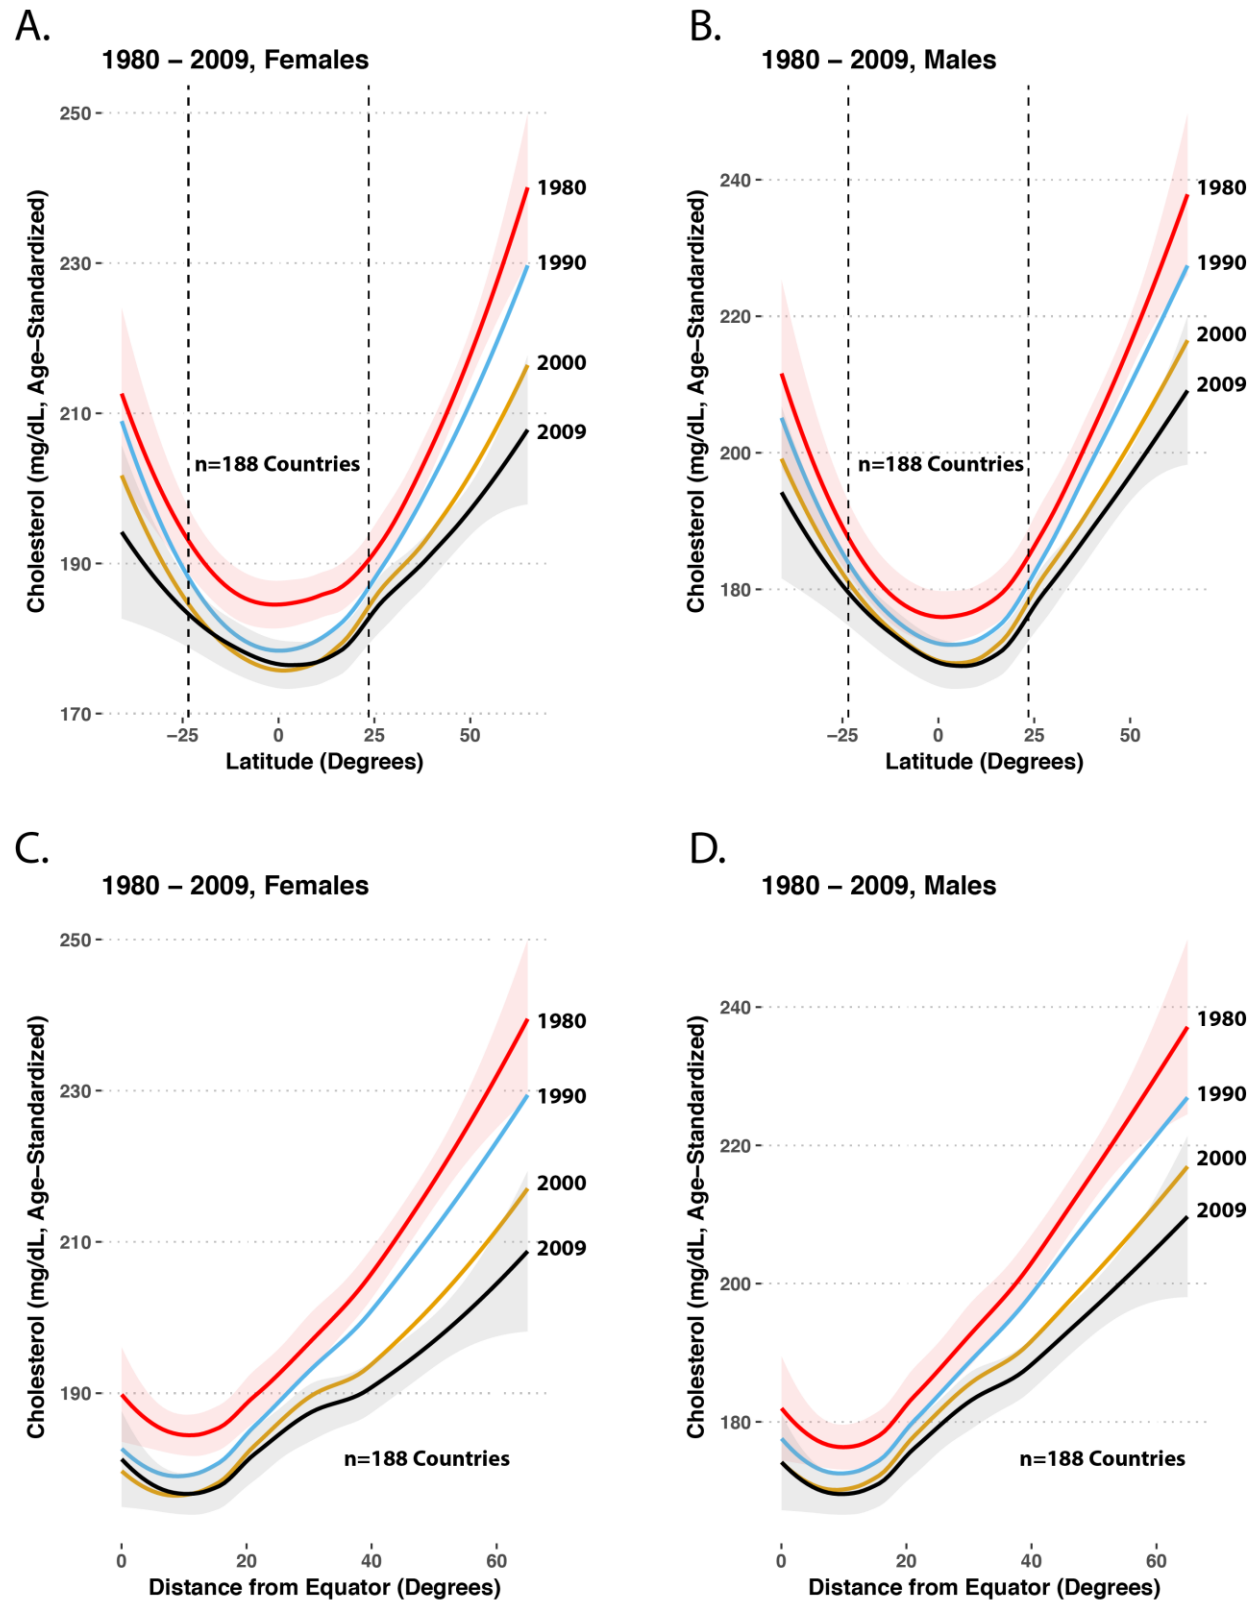 A.
1980 – 2009, Females
Cholesterol (mg/dL, Age–Standardized)
250
230
210
190
170
1980
1990
2000
2009
n=188 Countries
–25 0 25 50
Latitude (Degrees)
B.
1980 – 2009, Males
Cholesterol (mg/dL, Age–Standardized)
240
220
200
180
1980
1990
2000
2009
n=188 Countries
–25 0 25 50
Latitude (Degrees)
C.
1980 – 2009, Females
Cholesterol (mg/dL, Age–Standardized)
250
230
210
190
1980
1990
2000
2009
n=188 Countries
0 20 40 60
Distance from Equator (Degrees)
D.
1980 – 2009, Males
Cholesterol (mg/dL, Age–Standardized)
240
220
200
180
1980
1990
2000
2009
n=188 Countries
0 20 40 60
Distance from Equator (Degrees)